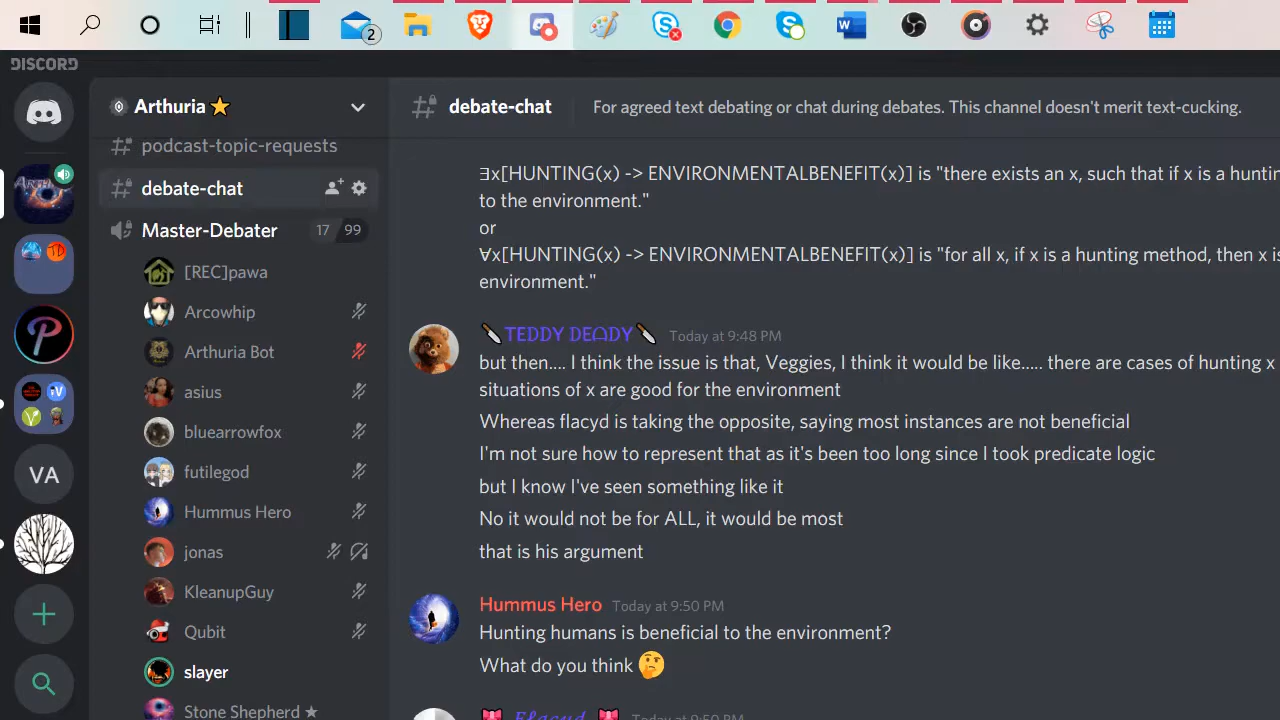 2
DISCORD
Arthuria
debate-chat
For agreed text debating or chat during debates. This channel doesn't merit text-cucking.
podcast-topic-requests
debate-chat
Master-Debater
17 99
[REC]pawa
Arcowhip
Arthuria Bot
asius
bluearrowfox
futilegod
Hummus Hero
jonas
KleanupGuy
Qubit
slayer
Stone Shepherd ★
VA
∃x[HUNTING(x) -> ENVIRONMENTALBENEFIT(x)] is "there exists an x, such that if x is a
to the environment."
or
∀x[HUNTING(x) -> ENVIRONMENTALBENEFIT(x)] is "for all x, if x is a hunting method, then x
environment."
TEDDY DEᗩDY Today at 9:48 PM
but then.... I think the issue is that, Veggies, I think it would be like..... there are cases of hunting x
situations of x are good for the environment
Whereas flacyd is taking the opposite, saying most instances are not beneficial
I'm not sure how to represent that as it's been too long since I took predicate logic
but I know I've seen something like it
No it would not be for ALL, it would be most
that is his argument
Hummus Hero Today at 9:50 PM
Hunting humans is beneficial to the environment?
What do you think 🤔
Flacyd Today at 9:50 PM